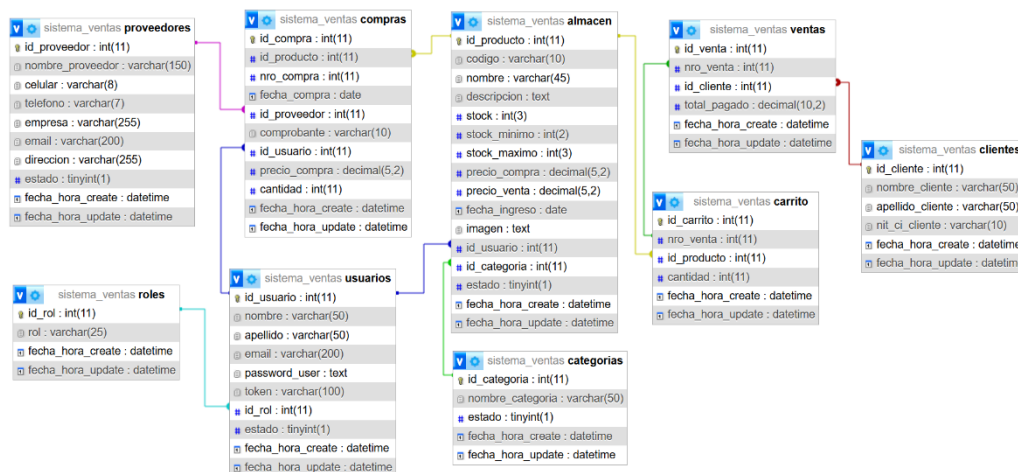 sistema_ventas proveedores
id_proveedor : int(11)
nombre_proveedor : varchar(150)
celular : varchar(8)
telefono : varchar(7)
empresa : varchar(255)
email : varchar(200)
direccion : varchar(255)
estado : tinyint(1)
fecha_hora_create : datetime
fecha_hora_update : datetime
sistema_ventas compras
id_compra : int(11)
id_producto : int(11)
nro_compra : int(11)
fecha_compra : date
id_proveedor : int(11)
comprobante : varchar(10)
id_usuario : int(11)
precio_compra : decimal(5,2)
cantidad : int(11)
fecha_hora_create : datetime
fecha_hora_update : datetime
sistema_ventas almacen
id_producto : int(11)
codigo : varchar(10)
nombre : varchar(45)
descripcion : text
stock : int(3)
stock_minimo : int(2)
stock_maximo : int(3)
precio_compra : decimal(5,2)
precio_venta : decimal(5,2)
fecha_ingreso : date
imagen : text
id_usuario : int(11)
id_categoria : int(11)
estado : tinyint(1)
fecha_hora_create : datetime
fecha_hora_update : datetime
sistema_ventas ventas
id_venta : int(11)
nro_venta : int(11)
id_cliente : int(11)
total_pagado : decimal(10,2)
fecha_hora_create : datetime
fecha_hora_update : datetime
sistema_ventas clientes
id_cliente : int(11)
nombre_cliente : varchar(50)
apellido_cliente : varchar(50)
nit_ci_cliente : varchar(10)
fecha_hora_create : datetime
fecha_hora_update : datetime
sistema_ventas carrito
id_carrito : int(11)
nro_venta : int(11)
id_producto : int(11)
cantidad : int(11)
fecha_hora_create : datetime
fecha_hora_update : datetime
sistema_ventas roles
id_rol : int(11)
rol : varchar(25)
fecha_hora_create : datetime
fecha_hora_update : datetime
sistema_ventas usuarios
id_usuario : int(11)
nombre : varchar(50)
apellido : varchar(50)
email : varchar(200)
password_user : text
token : varchar(100)
id_rol : int(11)
estado : tinyint(1)
fecha_hora_create : datetime
fecha_hora_update : datetime
sistema_ventas categorias
id_categoria : int(11)
nombre_categoria : varchar(50)
estado : tinyint(1)
fecha_hora_create : datetime
fecha_hora_update : datetime